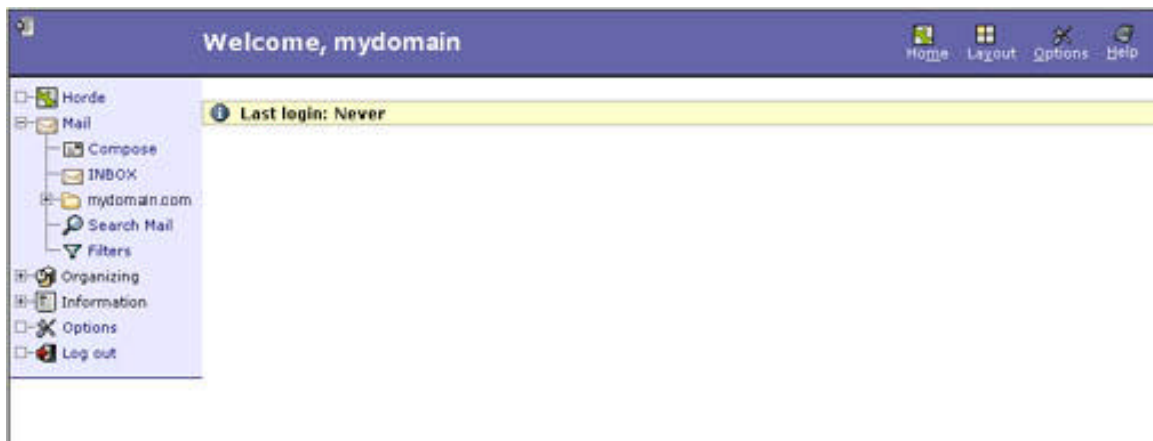 Welcome, mydomain
Home Layout Options Help
Horde
Mail
Last login: Never
Compose
INBOX
mydomain.com
Search Mail
Filters
Organizing
Information
Options
Log out